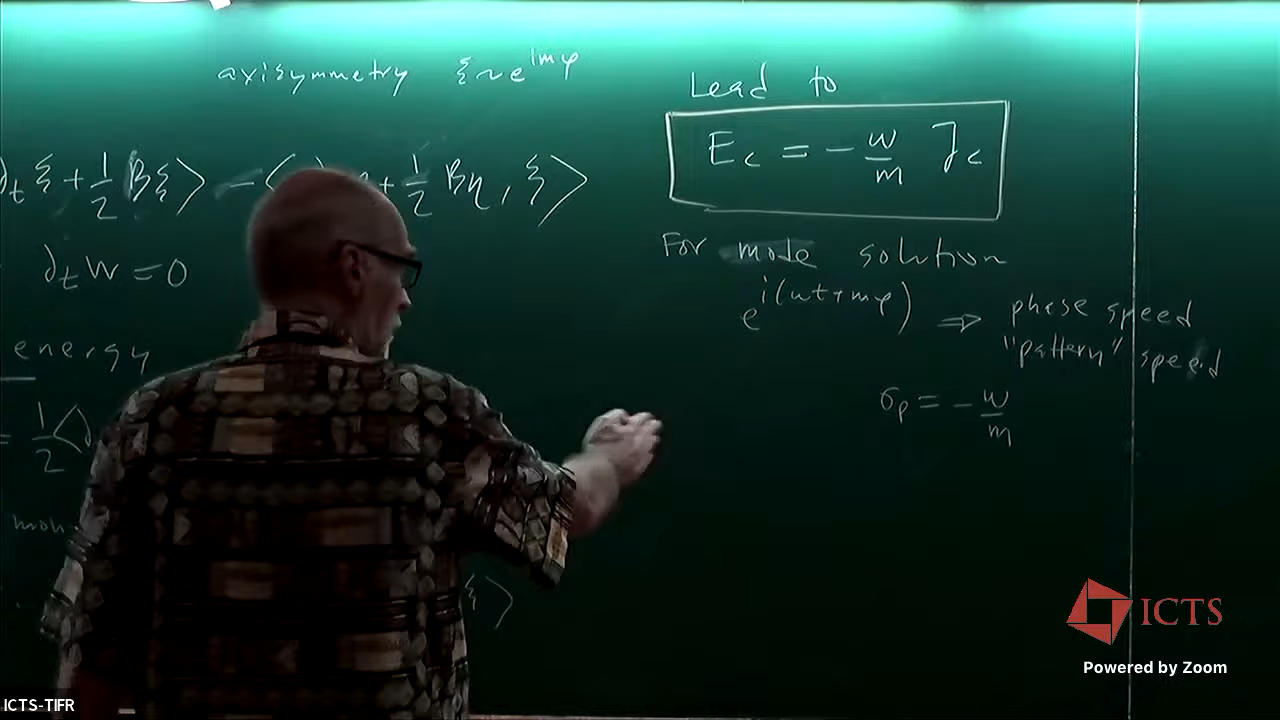 axisymmetry ξ~e^{imφ}
∂_t ξ + 1/2 Bξ⟩ - ⟨ + 1/2 Bη, ξ⟩
∂_t W = 0
energy
= 1/2 ⟨∂
ξ⟩
Lead to
E_c = - ω/m J_c
For mode solution
e^{i(ωt+mφ)} ⇒ phase speed
"pattern" speed
σ_p = - ω/m
ICTS
Powered by Zoom
ICTS-TIFR